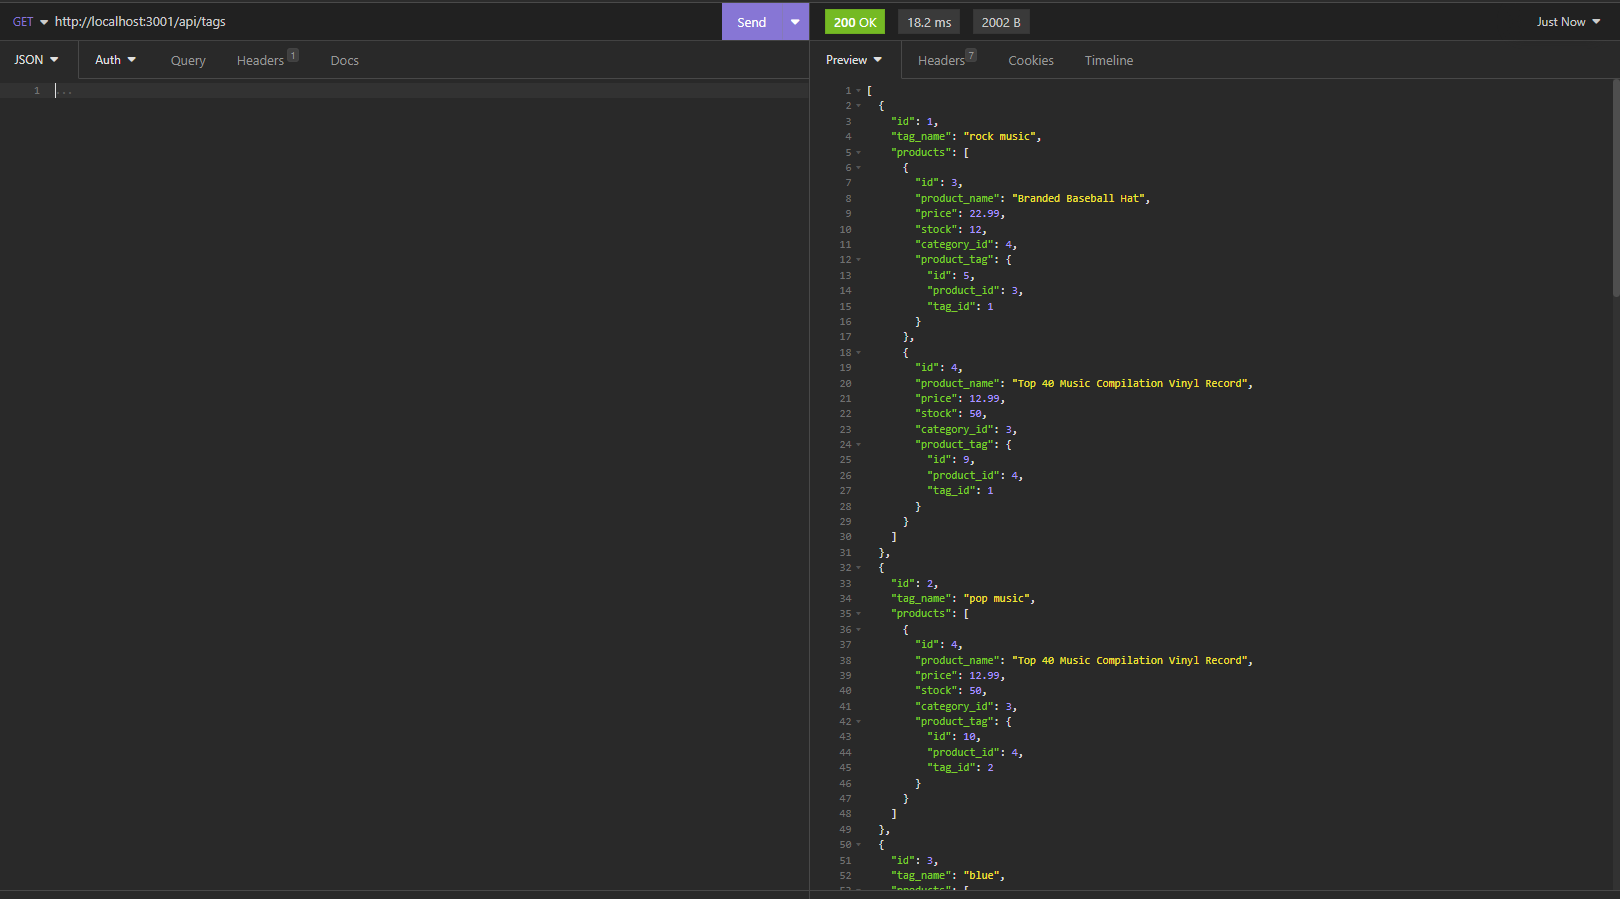 GET http://localhost:3001/api/tags Send 200 OK 18.2 ms 2002 B Just Now
JSON Auth Query Headers 1 Docs Preview Headers 7 Cookies Timeline
1 ...
1 [
2 {
3 "id": 1,
4 "tag_name": "rock music",
5 "products": [
6 {
7 "id": 3,
8 "product_name": "Branded Baseball Hat",
9 "price": 22.99,
10 "stock": 12,
11 "category_id": 4,
12 "product_tag": {
13 "id": 5,
14 "product_id": 3,
15 "tag_id": 1
16 }
17 },
18 {
19 "id": 4,
20 "product_name": "Top 40 Music Compilation Vinyl Record",
21 "price": 12.99,
22 "stock": 50,
23 "category_id": 3,
24 "product_tag": {
25 "id": 9,
26 "product_id": 4,
27 "tag_id": 1
28 }
29 }
30 ]
31 },
32 {
33 "id": 2,
34 "tag_name": "pop music",
35 "products": [
36 {
37 "id": 4,
38 "product_name": "Top 40 Music Compilation Vinyl Record",
39 "price": 12.99,
40 "stock": 50,
41 "category_id": 3,
42 "product_tag": {
43 "id": 10,
44 "product_id": 4,
45 "tag_id": 2
46 }
47 }
48 ]
49 },
50 {
51 "id": 3,
52 "tag_name": "blue",
53 "products": [